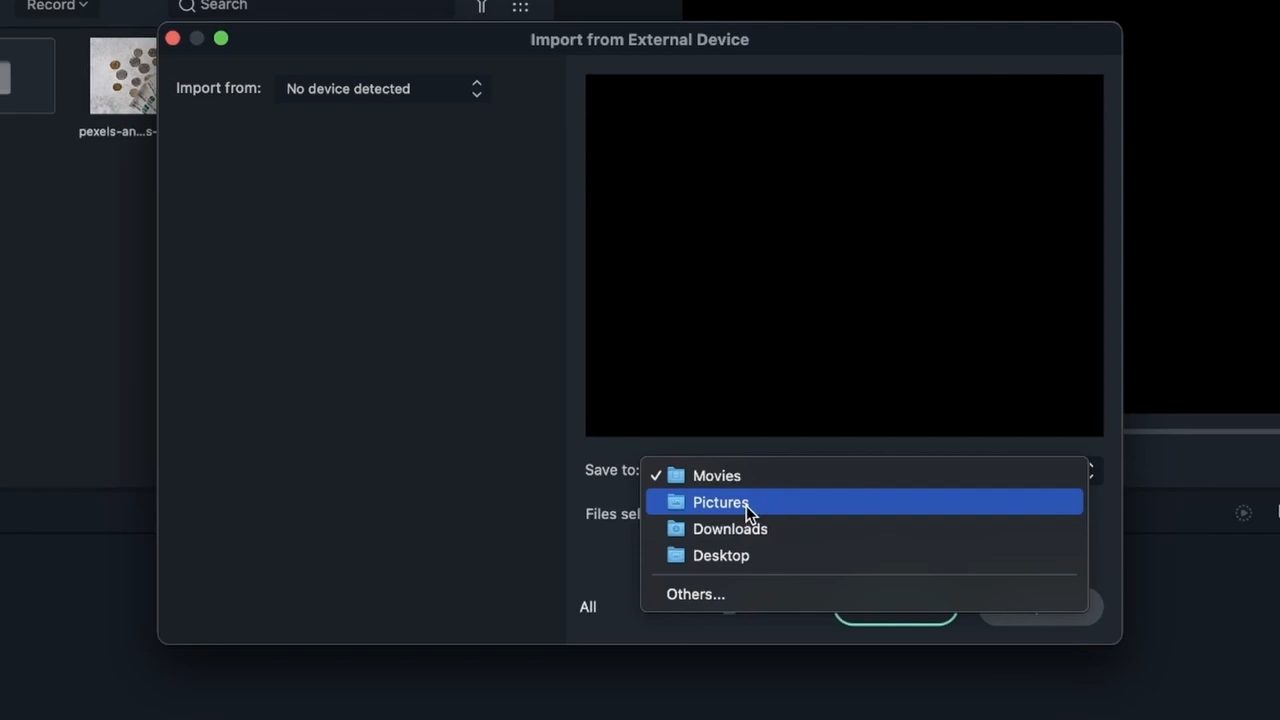 Record
Search
Import from External Device
Import from: No device detected
pexels-an...s-
Save to:
Movies
Pictures
Files sel
Downloads
Desktop
Others...
All